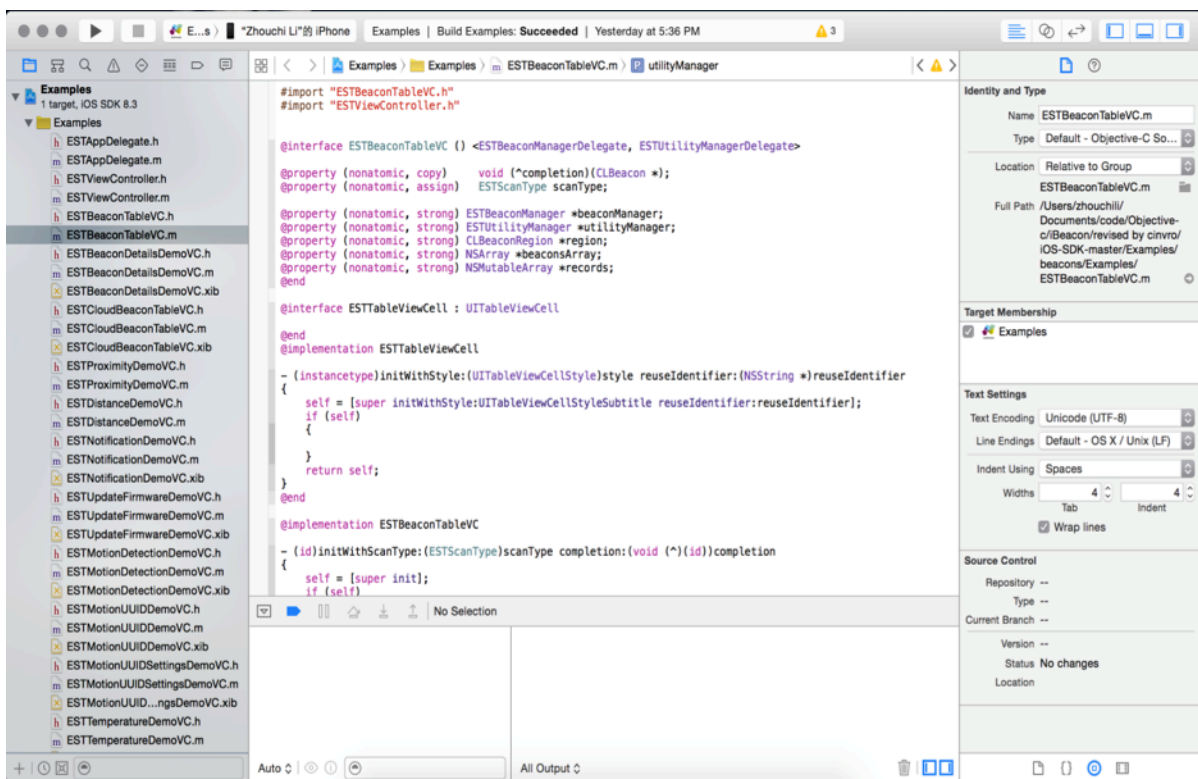 E...s
"Zhouchi Li"的 iPhone
Examples | Build Examples: Succeeded | Yesterday at 5:36 PM
3
Examples
1 target, iOS SDK 8.3
Examples
h ESTAppDelegate.h
m ESTAppDelegate.m
h ESTViewController.h
m ESTViewController.m
h ESTBeaconTableVC.h
m ESTBeaconTableVC.m
h ESTBeaconDetailsDemoVC.h
m ESTBeaconDetailsDemoVC.m
ESTBeaconDetailsDemoVC.xib
h ESTCloudBeaconTableVC.h
m ESTCloudBeaconTableVC.m
ESTCloudBeaconTableVC.xib
h ESTProximityDemoVC.h
m ESTProximityDemoVC.m
h ESTDistanceDemoVC.h
m ESTDistanceDemoVC.m
h ESTNotificationDemoVC.h
m ESTNotificationDemoVC.m
ESTNotificationDemoVC.xib
h ESTUpdateFirmwareDemoVC.h
m ESTUpdateFirmwareDemoVC.m
ESTUpdateFirmwareDemoVC.xib
h ESTMotionDetectionDemoVC.h
m ESTMotionDetectionDemoVC.m
ESTMotionDetectionDemoVC.xib
h ESTMotionUUIDDemoVC.h
m ESTMotionUUIDDemoVC.m
ESTMotionUUIDDemoVC.xib
h ESTMotionUUIDSettingsDemoVC.h
m ESTMotionUUIDSettingsDemoVC.m
ESTMotionUUID...ngsDemoVC.xib
h ESTTemperatureDemoVC.h
m ESTTemperatureDemoVC.m
Examples Examples m ESTBeaconTableVC.m P utilityManager
#import "ESTBeaconTableVC.h"
#import "ESTViewController.h"
@interface ESTBeaconTableVC () <ESTBeaconManagerDelegate, ESTUtilityManagerDelegate>
@property (nonatomic, copy) void (^completion)(CLBeacon *);
@property (nonatomic, assign) ESTScanType scanType;
@property (nonatomic, strong) ESTBeaconManager *beaconManager;
@property (nonatomic, strong) ESTUtilityManager *utilityManager;
@property (nonatomic, strong) CLBeaconRegion *region;
@property (nonatomic, strong) NSArray *beaconsArray;
@property (nonatomic, strong) NSMutableArray *records;
@end
@interface ESTTableViewCell : UITableViewCell
@end
@implementation ESTTableViewCell
- (instancetype)initWithStyle:(UITableViewCellStyle)style reuseIdentifier:(NSString *)reuseIdentifier
{
self = [super initWithStyle:UITableViewCellStyleSubtitle reuseIdentifier:reuseIdentifier];
if (self)
{
}
return self;
}
@end
@implementation ESTBeaconTableVC
- (id)initWithScanType:(ESTScanType)scanType completion:(void (^)(id))completion
{
self = [super init];
if (self)
No Selection
Auto
All Output
Identity and Type
Name ESTBeaconTableVC.m
Type Default - Objective-C So...
Location Relative to Group
ESTBeaconTableVC.m
Full Path /Users/zhouchili/
Documents/code/Objective-
c/iBeacon/revised by cinvro/
iOS-SDK-master/Examples/
beacons/Examples/
ESTBeaconTableVC.m
Target Membership
Examples
Text Settings
Text Encoding Unicode (UTF-8)
Line Endings Default - OS X / Unix (LF)
Indent Using Spaces
Widths 4 4
Tab Indent
Wrap lines
Source Control
Repository --
Type --
Current Branch --
Version --
Status No changes
Location